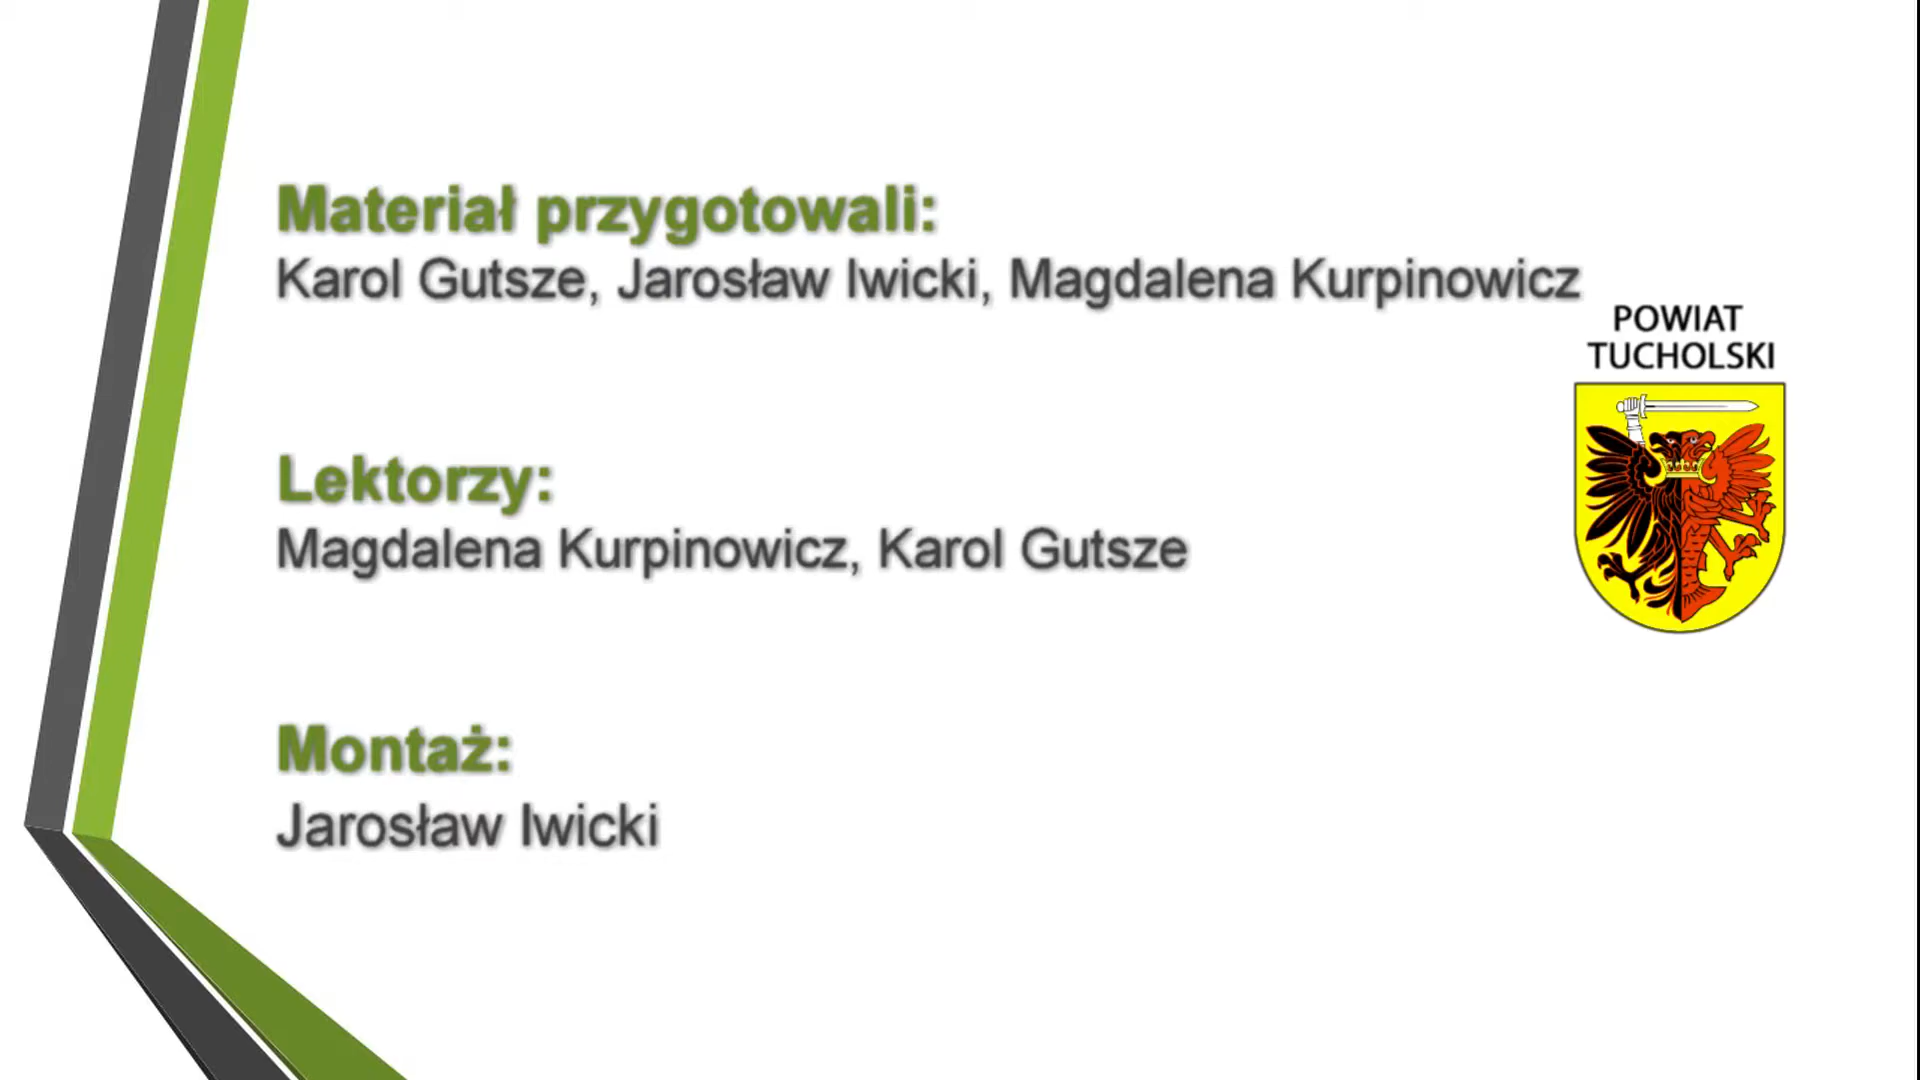 Materiał przygotowali:
Karol Gutsze, Jarosław Iwicki, Magdalena Kurpinowicz
POWIAT
TUCHOLSKI
Lektorzy:
Magdalena Kurpinowicz, Karol Gutsze
Montaż:
Jarosław Iwicki